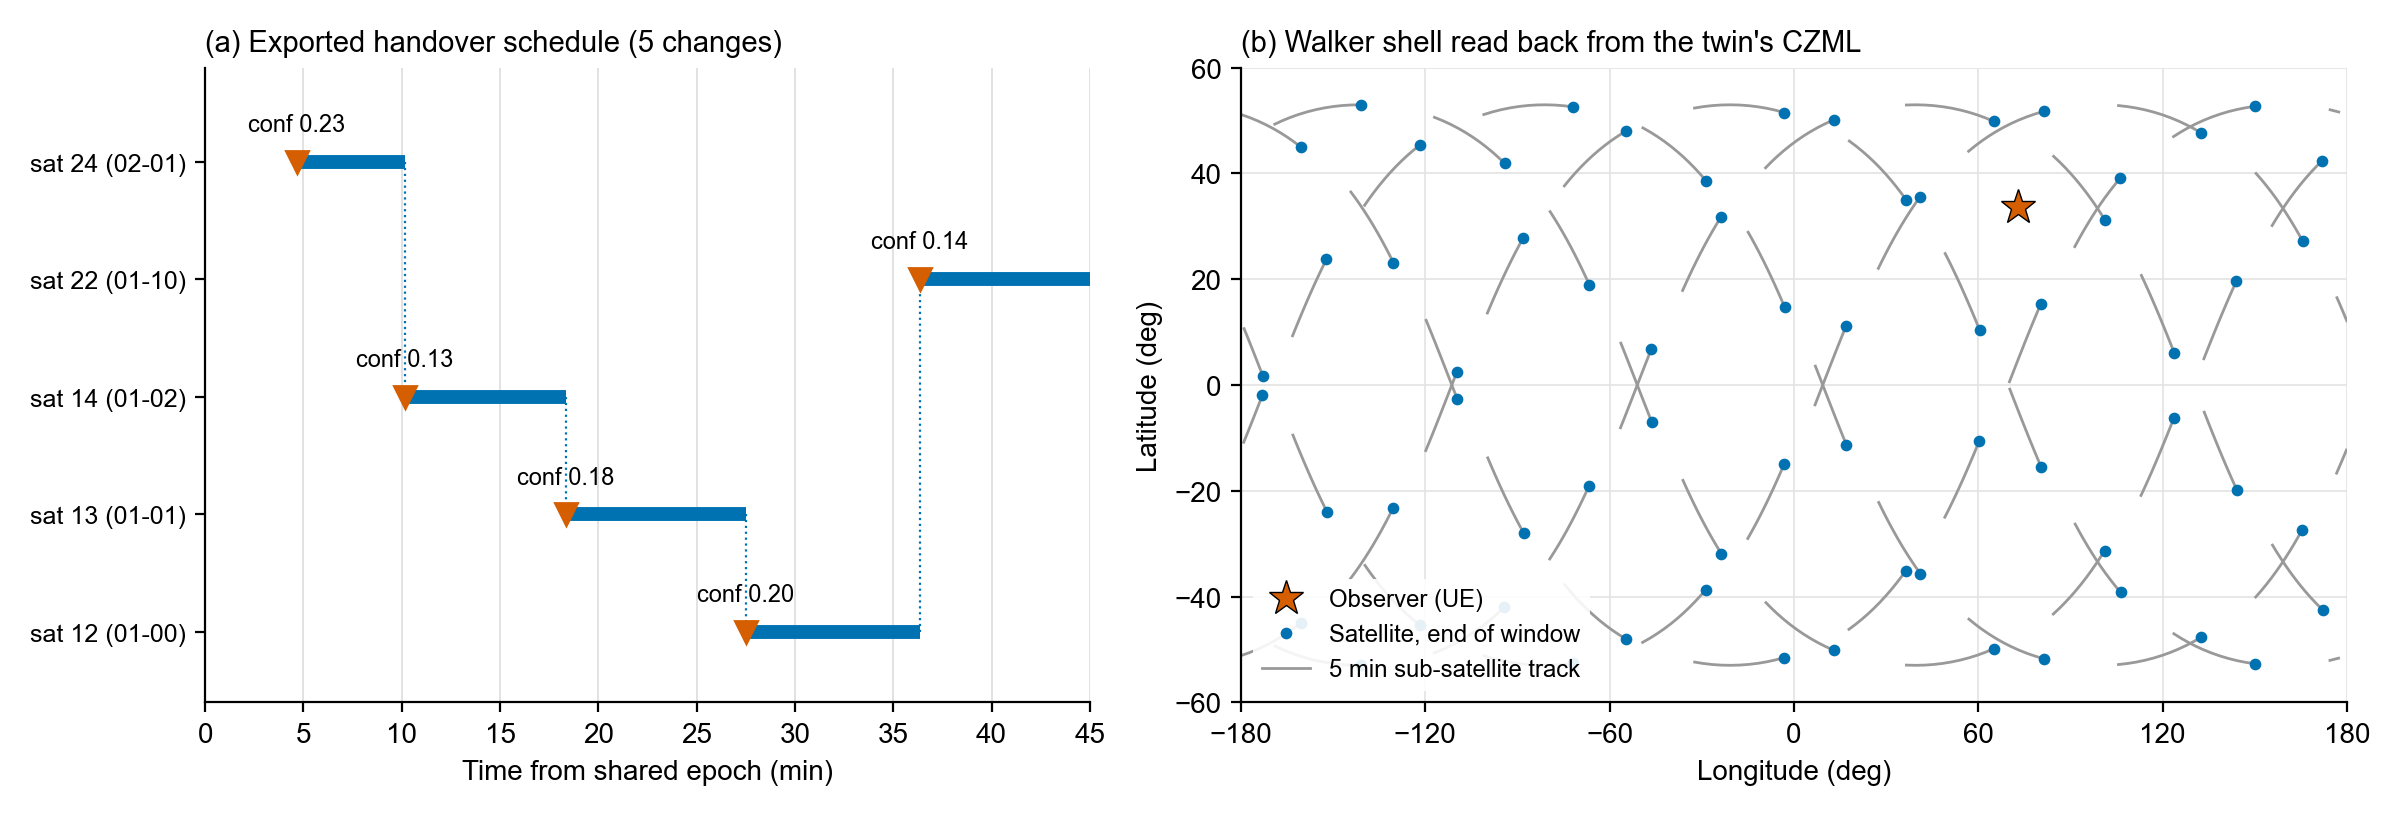 (a) Exported handover schedule (5 changes)
conf 0.23
sat 24 (02-01)
conf 0.14
sat 22 (01-10)
conf 0.13
sat 14 (01-02)
conf 0.18
sat 13 (01-01)
conf 0.20
sat 12 (01-00)
0 5 10 15 20 25 30 35 40 45
Time from shared epoch (min)
(b) Walker shell read back from the twin's CZML
60
40
20
0
−20
−40
−60
Latitude (deg)
Observer (UE)
Satellite, end of window
5 min sub-satellite track
−180 −120 −60 0 60 120 180
Longitude (deg)